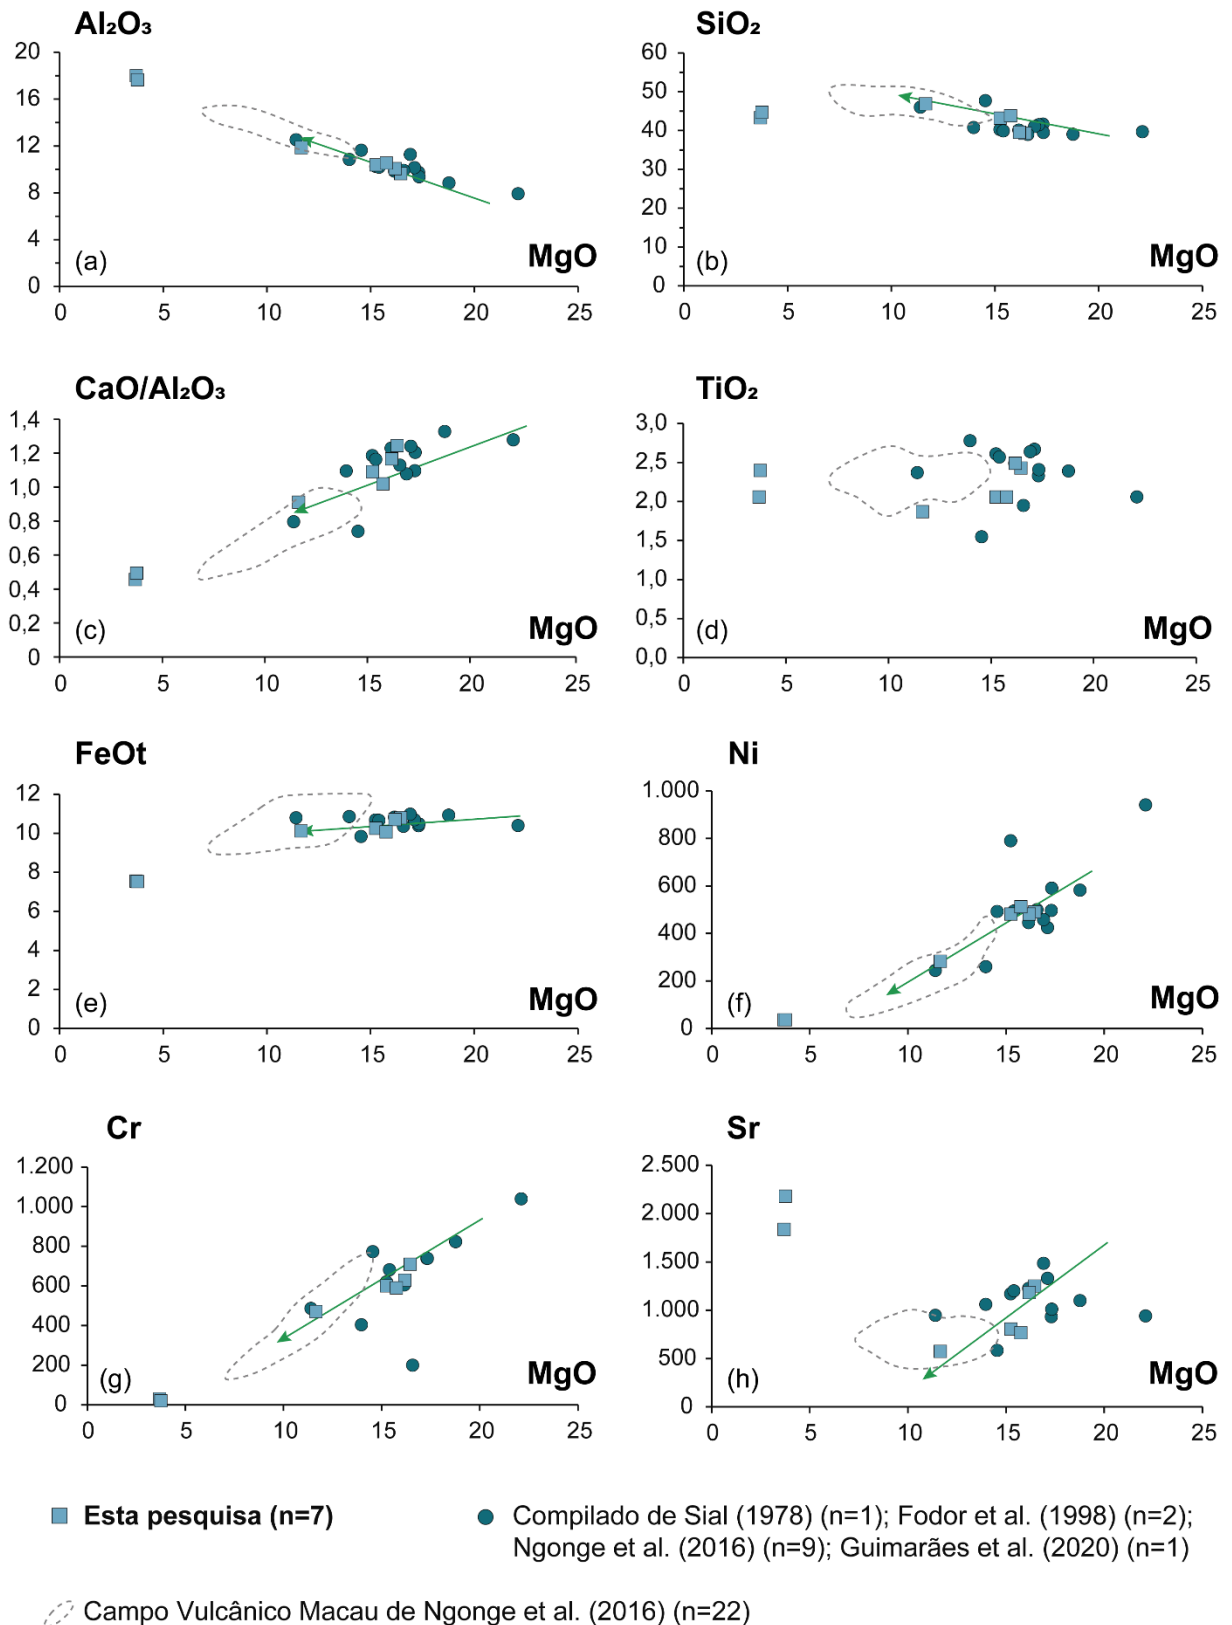 Al₂O₃
20
16
12
8
4
0
(a)
MgO
0 5 10 15 20 25
SiO₂
60
50
40
30
20
10
0
(b)
MgO
0 5 10 15 20 25
CaO/Al₂O₃
1,4
1,2
1,0
0,8
0,6
0,4
0,2
0
(c)
MgO
0 5 10 15 20 25
TiO₂
3,0
2,5
2,0
1,5
1,0
0,5
0,0
(d)
MgO
0 5 10 15 20 25
FeOt
12
10
8
6
4
2
0
(e)
MgO
0 5 10 15 20 25
Ni
1.000
800
600
400
200
0
(f)
MgO
0 5 10 15 20 25
Cr
1.200
1.000
800
600
400
200
0
(g)
MgO
0 5 10 15 20 25
Sr
2.500
2.000
1.500
1.000
500
0
(h)
MgO
0 5 10 15 20 25
Esta pesquisa (n=7)
Compilado de Sial (1978) (n=1); Fodor et al. (1998) (n=2);
Ngonge et al. (2016) (n=9); Guimarães et al. (2020) (n=1)
Campo Vulcânico Macau de Ngonge et al. (2016) (n=22)